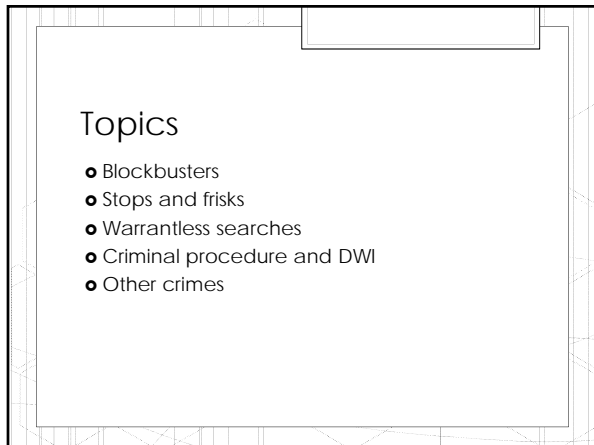 Topics
Blockbusters
Stops and frisks
Warrantless searches
Criminal procedure and DWI
Other crimes